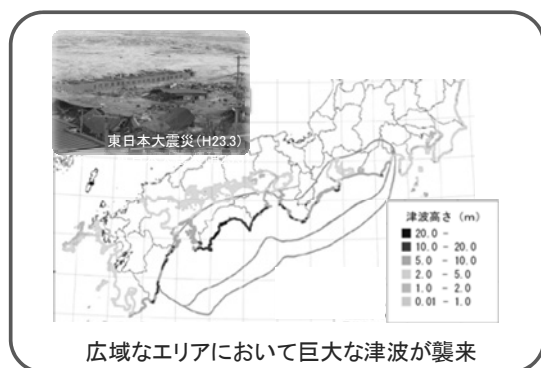 東日本大震災(H23.3)
津波高さ (m)
20.0 -
10.0 - 20.0
5.0 - 10.0
2.0 - 5.0
1.0 - 2.0
0.01 - 1.0
広域なエリアにおいて巨大な津波が襲来